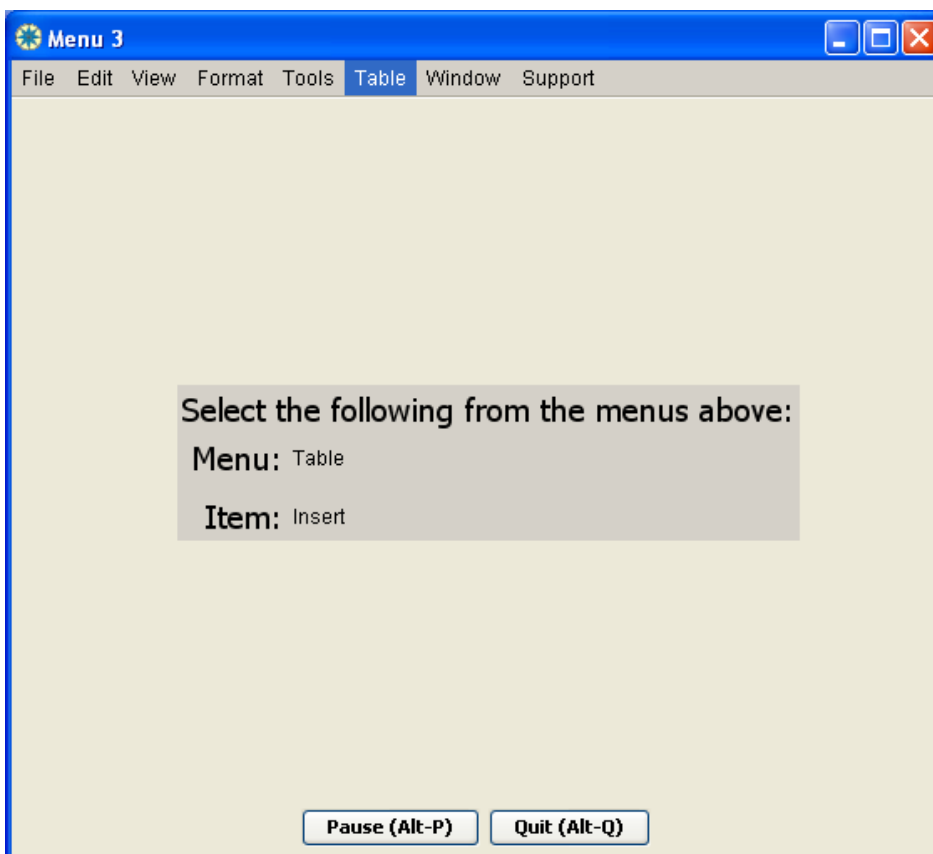 Menu 3
File Edit View Format Tools Table Window Support
Select the following from the menus above:
Menu: Table
Item: Insert
Pause (Alt-P) Quit (Alt-Q)